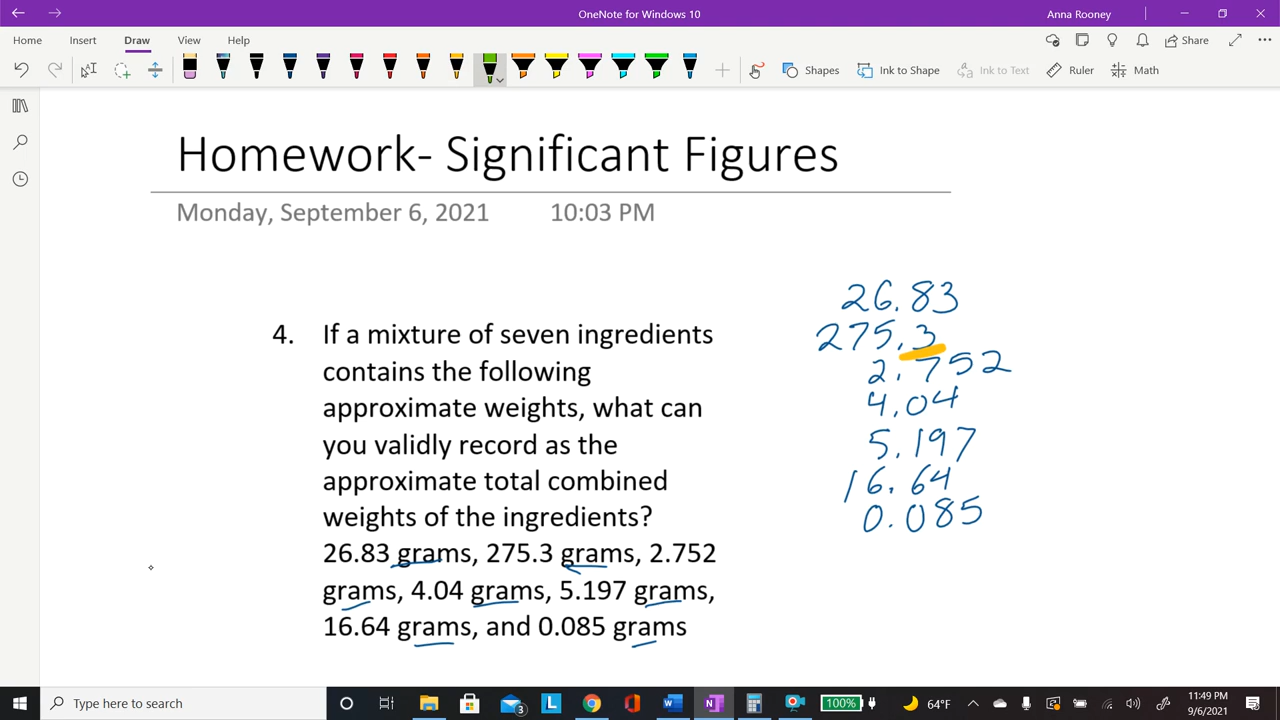 OneNote for Windows 10
Anna Rooney
Home Insert Draw View Help
Share
Shapes Ink to Shape Ink to Text Ruler Math
Homework- Significant Figures
Monday, September 6, 2021 10:03 PM
4. If a mixture of seven ingredients
contains the following
approximate weights, what can
you validly record as the
approximate total combined
weights of the ingredients?
26.83 grams, 275.3 grams, 2.752
grams, 4.04 grams, 5.197 grams,
16.64 grams, and 0.085 grams
26.83
275.3
2.752
4.04
5.197
16.64
0.085
Type here to search
3
L
W
N
100%
64°F
11:49 PM
9/6/2021